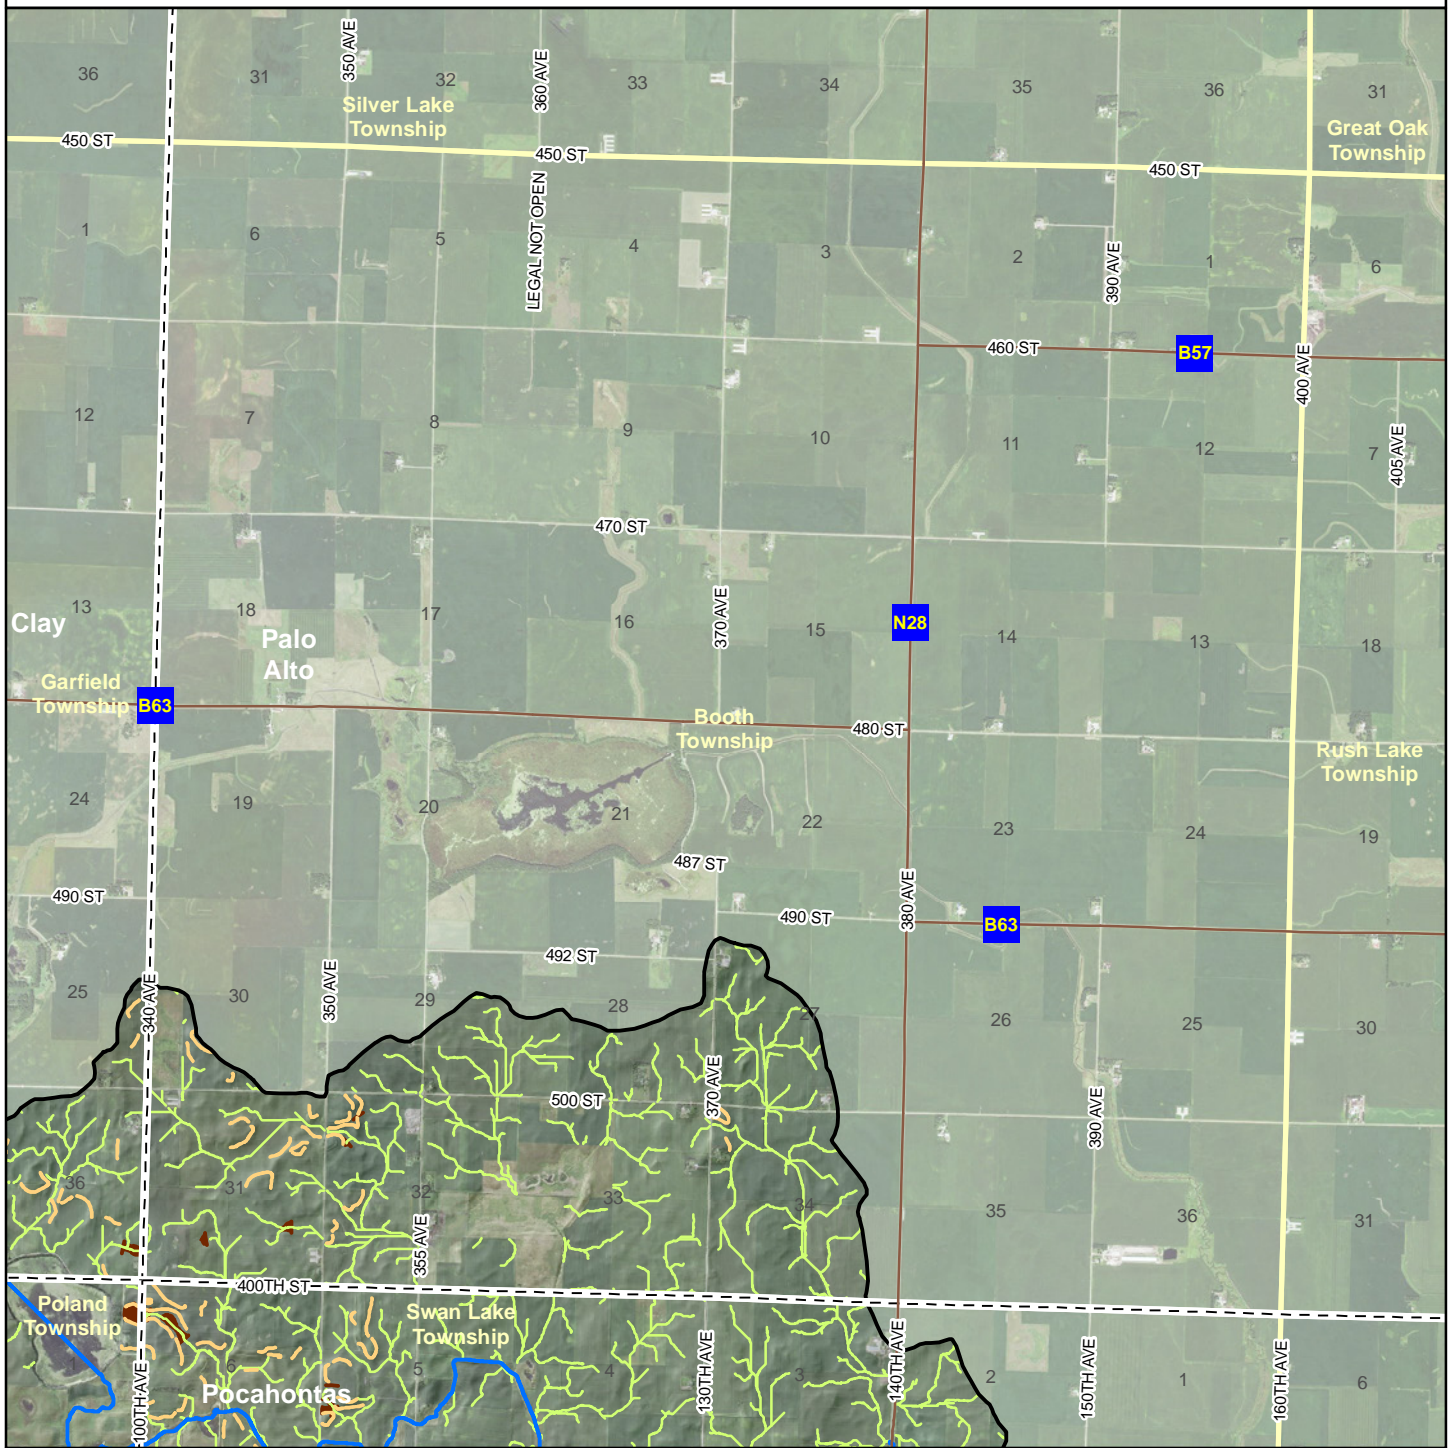 350 AVE
360 AVE
36
31
32
33
34
35
36
31
Silver Lake
Township
Great Oak
Township
450 ST
450 ST
450 ST
LEGAL NOT OPEN
1
6
5
4
3
2
390 AVE
1
6
460 ST
B57
400 AVE
12
7
8
9
10
11
12
7
405 AVE
470 ST
13
Clay
18
Palo
Alto
17
16
370 AVE
15
N28
14
13
18
Garfield
Township
B63
Booth
Township
480 ST
Rush Lake
Township
24
19
20
21
22
23
24
19
487 ST
490 ST
490 ST
380 AVE
B63
492 ST
25
340 AVE
30
350 AVE
29
28
27
26
25
30
500 ST
370 AVE
390 AVE
36
31
32
33
34
35
36
31
355 AVE
400TH ST
Poland
Township
Swan Lake
Township
1
6
5
4
3
2
1
6
Pocahontas
100TH AVE
130TH AVE
140TH AVE
150TH AVE
160TH AVE